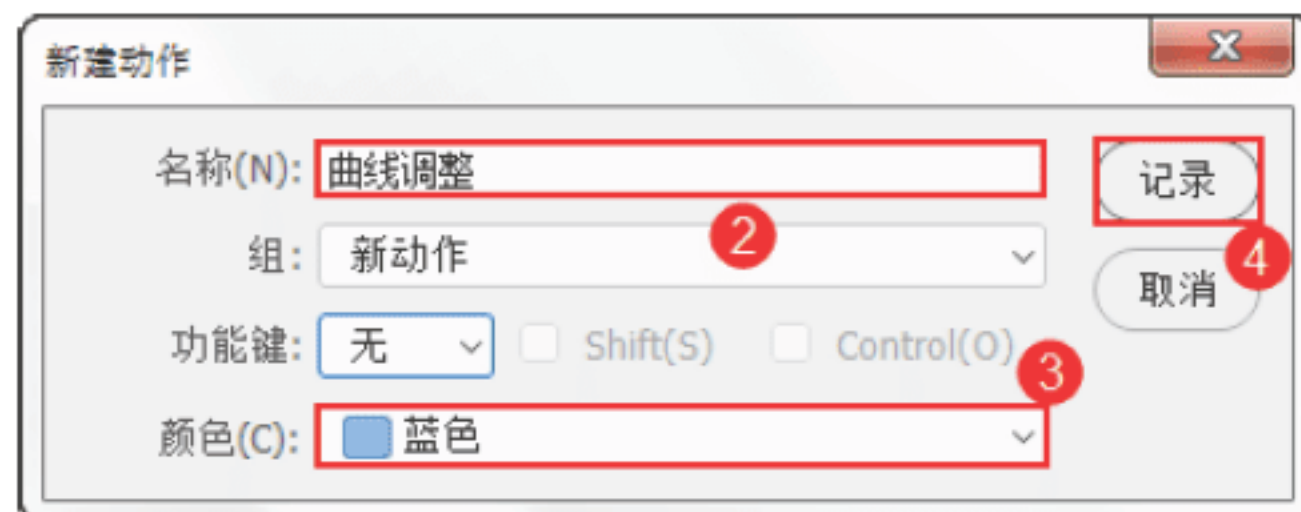 新建动作
名称(N): 曲线调整
记录
2
组: 新动作
4
取消
功能键: 无 Shift(S) Control(O)
3
颜色(C): 蓝色